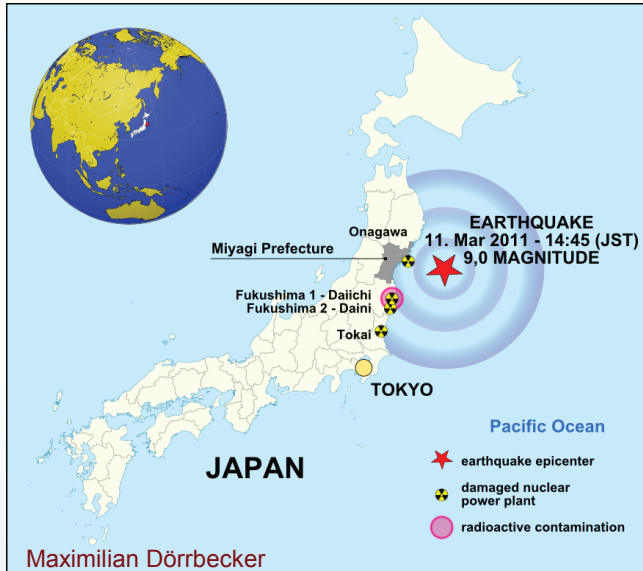 Onagawa
EARTHQUAKE
11. Mar 2011 - 14:45 (JST)
9,0 MAGNITUDE
Miyagi Prefecture
Fukushima 1 - Daiichi
Fukushima 2 - Daini
Tokai
TOKYO
Pacific Ocean
JAPAN
earthquake epicenter
damaged nuclear
power plant
radioactive contamination
Maximilian Dörrbecker